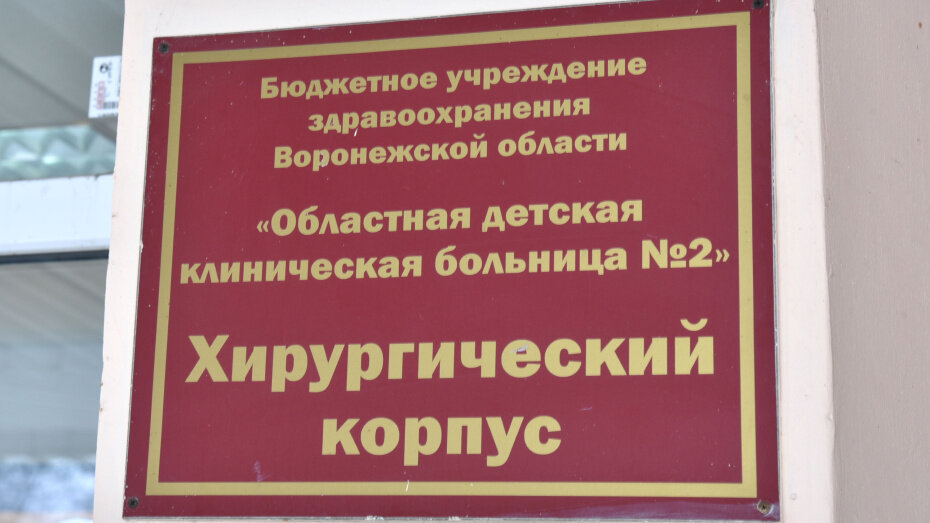 Бюджетное учреждение
здравоохранения
Воронежской области
«Областная детская
клиническая больница №2»
Хирургический
корпус